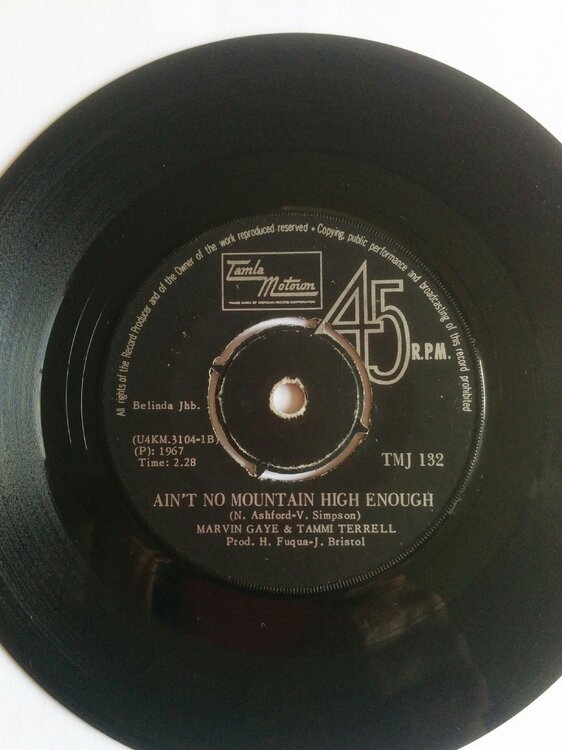 All rights of the Record Producer and of the Owner of the work reproduced reserved • Copying, public performance and broadcasting of this record prohibited
Tamla
Motown
TRADE MARK OF MOTOWN RECORD CORPORATION
45
R.P.M.
Belinda Jhb.
(U4KM.3104-1B)
(P): 1967
Time: 2.28
TMJ 132
AIN'T NO MOUNTAIN HIGH ENOUGH
(N. Ashford-V. Simpson)
MARVIN GAYE & TAMMI TERRELL
Prod. H. Fuqua-J. Bristol